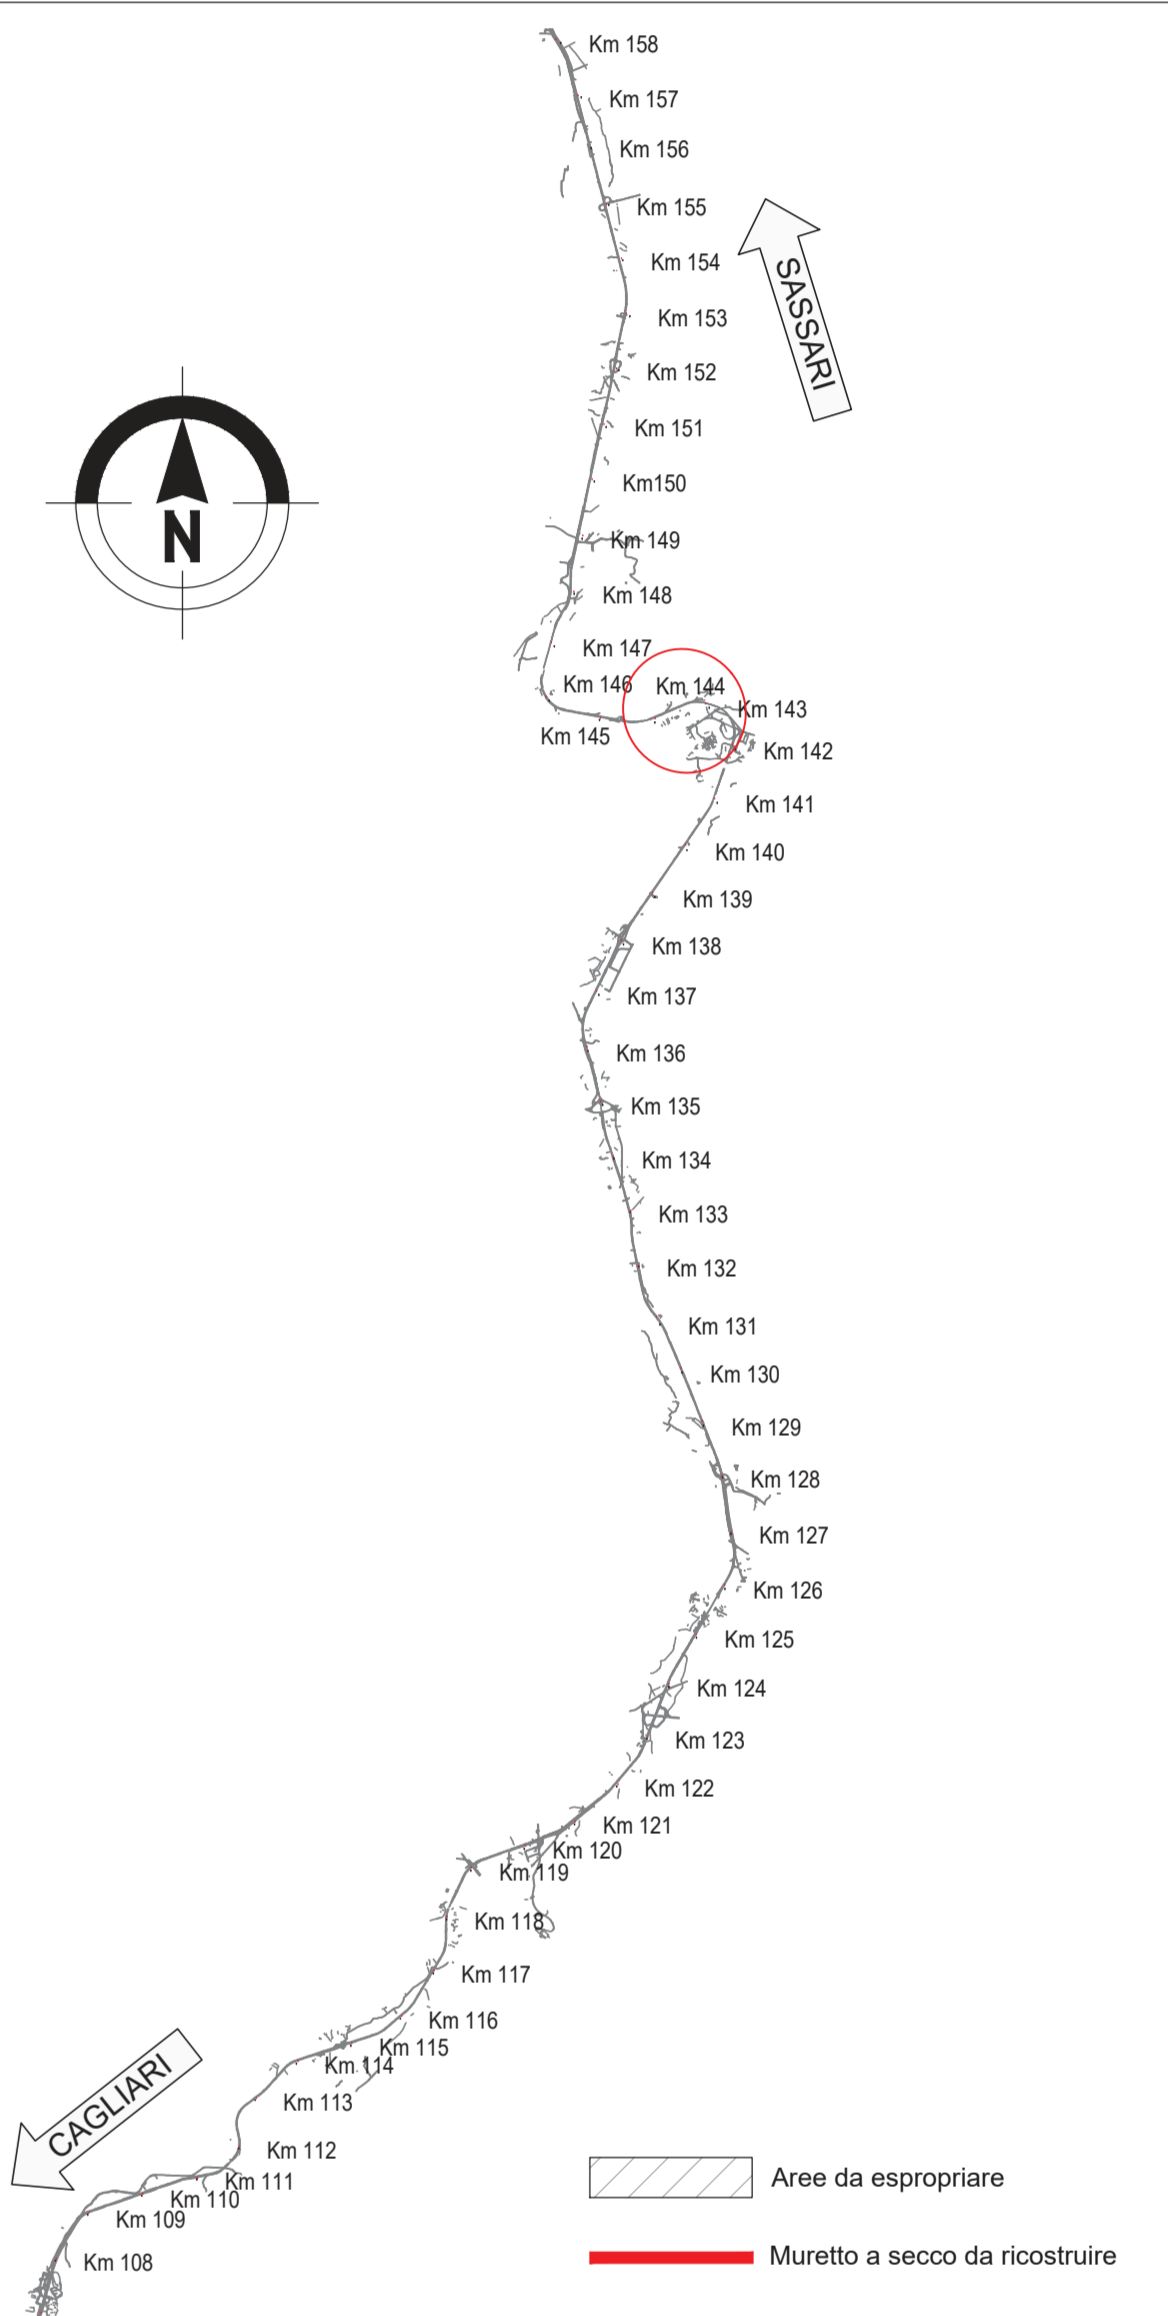 Km 158
Km 157
Km 156
Km 155
Km 154
SASSARI
Km 153
Km 152
Km 151
Km150
N
Km 149
Km 148
Km 147
Km 146
Km 144
Km 143
Km 145
Km 142
Km 141
Km 140
Km 139
Km 138
Km 137
Km 136
Km 135
Km 134
Km 133
Km 132
Km 131
Km 130
Km 129
Km 128
Km 127
Km 126
Km 125
Km 124
Km 123
Km 122
Km 121
Km 120
Km 119
Km 118
Km 117
Km 116
Km 115
Km 114
Km 113
CAGLIARI
Km 112
Km 111
Km 110
Km 109
Km 108
Aree da espropriare
Muretto a secco da ricostruire